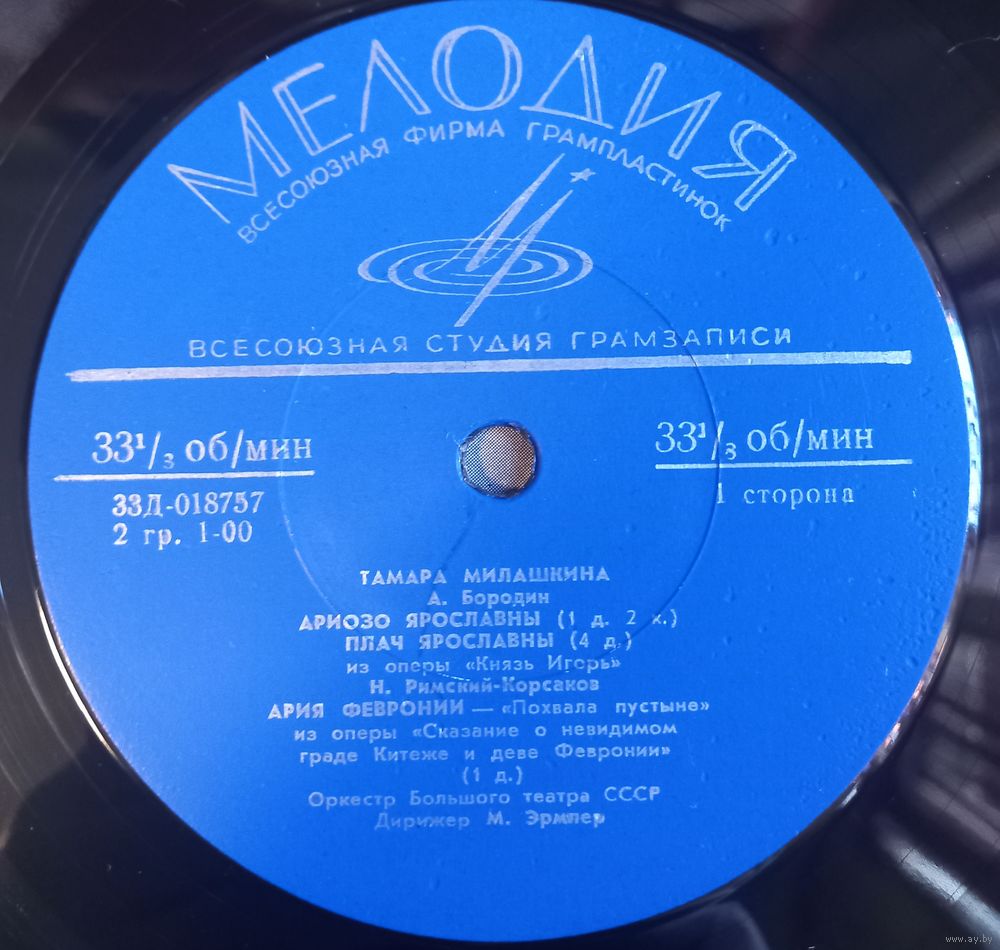 МЕЛОДИЯ
ВСЕСОЮЗНАЯ ФИРМА ГРАМПЛАСТИНОК
ВСЕСОЮЗНАЯ СТУДИЯ ГРАМЗАПИСИ
33¹/₃ об/мин
33Д-018757
2 гр. 1-00
33¹/₃ об/мин
1 сторона
ТАМАРА МИЛАШКИНА
А. Бородин
АРИОЗО ЯРОСЛАВНЫ (1 д. 2 к.)
ПЛАЧ ЯРОСЛАВНЫ (4 д.)
из оперы «Князь Игорь»
Н. Римский-Корсаков
АРИЯ ФЕВРОНИИ — «Похвала пустыне»
из оперы «Сказание о невидимом
граде Китеже и деве Февронии»
(1 д.)
Оркестр Большого театра СССР
Дирижер М. Эрмлер
www.ay.by